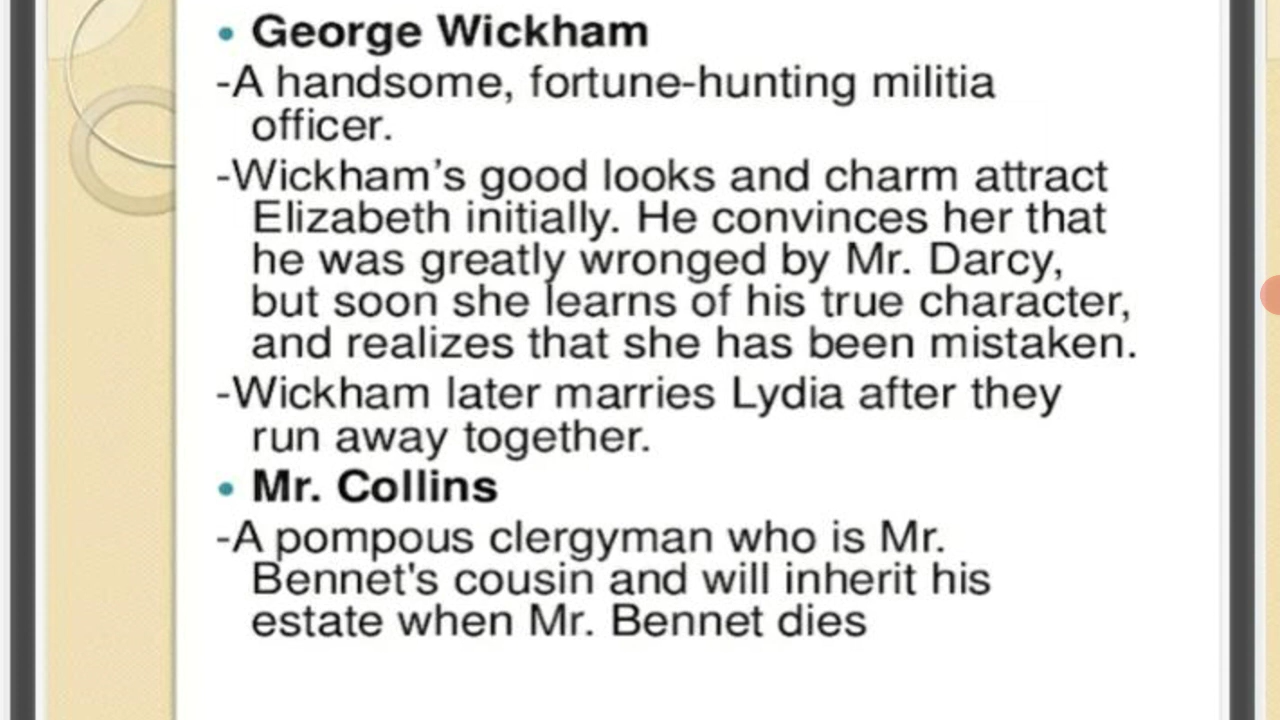 • George Wickham
-A handsome, fortune-hunting militia
officer.
-Wickham’s good looks and charm attract
Elizabeth initially. He convinces her that
he was greatly wronged by Mr. Darcy,
but soon she learns of his true character,
and realizes that she has been mistaken.
-Wickham later marries Lydia after they
run away together.
• Mr. Collins
-A pompous clergyman who is Mr.
Bennet's cousin and will inherit his
estate when Mr. Bennet dies